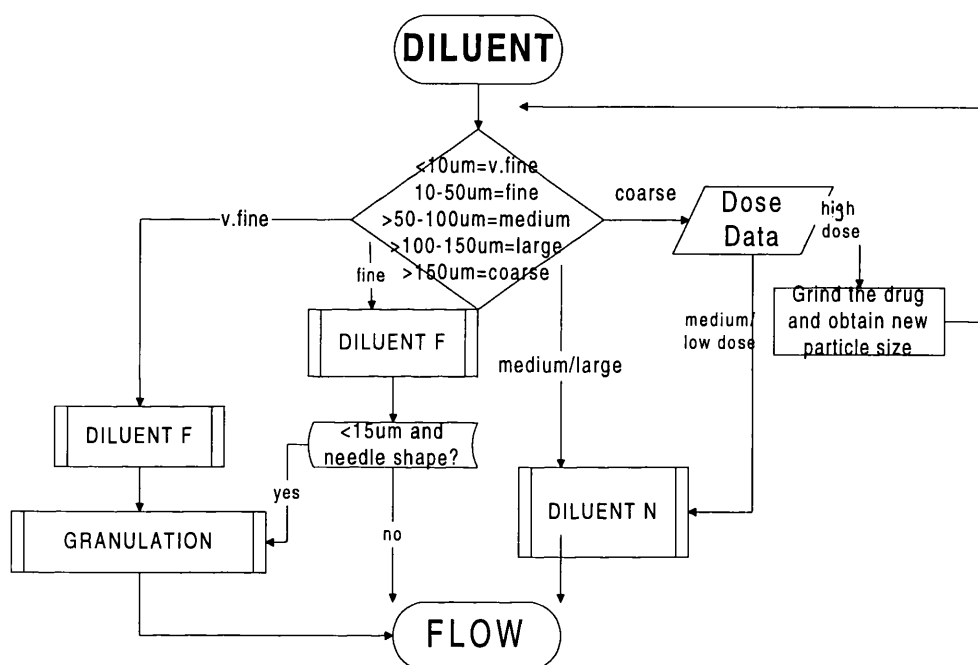 DILUENT
<10um=v.fine
10-50um=fine
>50-100um=medium
>100-150um=large
>150um=coarse
v.fine
fine
medium/large
coarse
Dose
Data
high
dose
medium/
low dose
Grind the drug
and obtain new
particle size
DILUENT F
DILUENT F
<15um and
needle shape?
yes
no
DILUENT N
GRANULATION
FLOW